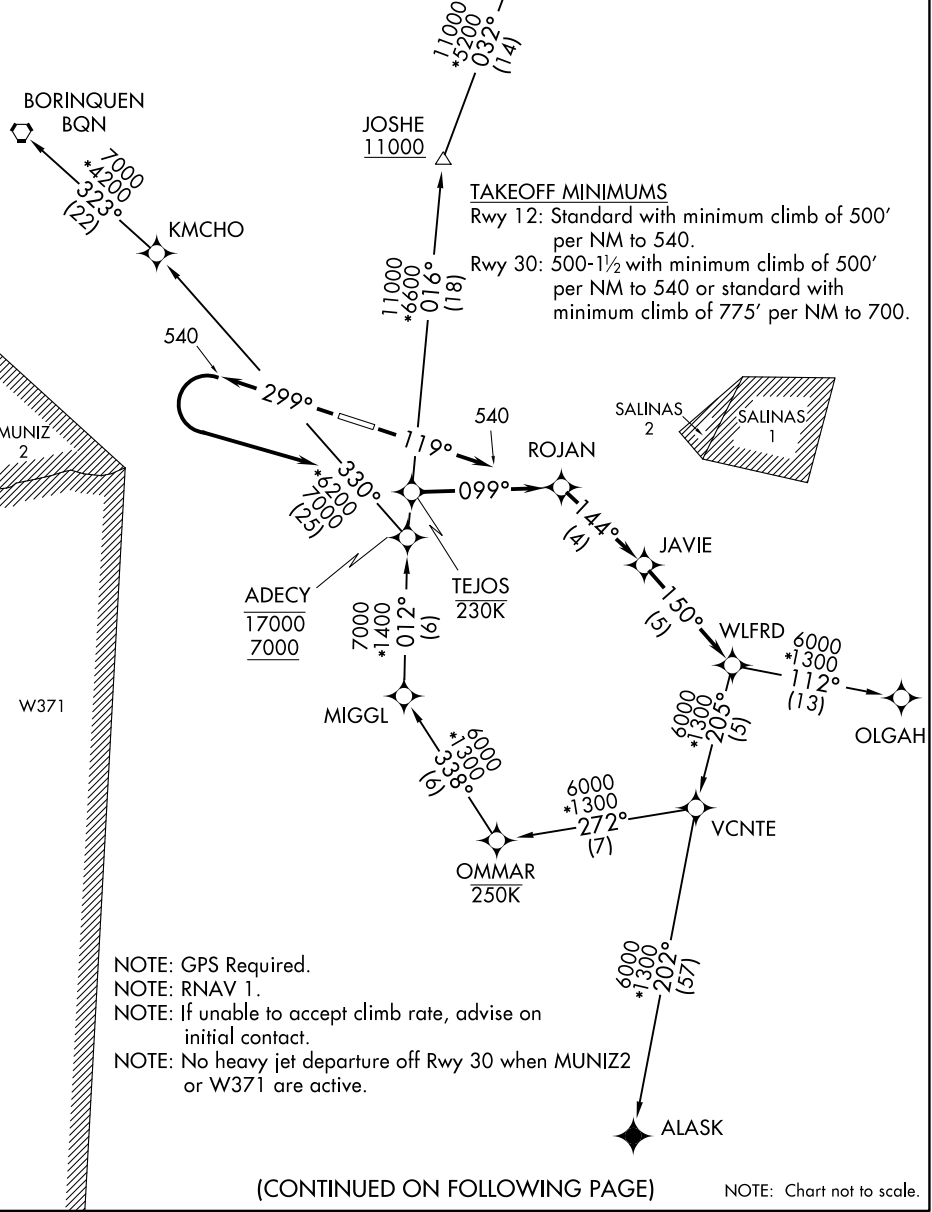 11000
*5200
032°
(14)
BORINQUEN
BQN
7000
*4200
323°
(22)
KMCHO
JOSHE
11000
TAKEOFF MINIMUMS
Rwy 12: Standard with minimum climb of 500'
per NM to 540.
Rwy 30: 500-1½ with minimum climb of 500'
per NM to 540 or standard with
minimum climb of 775' per NM to 700.
11000
*6600
016°
(18)
540
299°
119°
540
MUNIZ
2
SALINAS
2
SALINAS
1
330°
*6200
7000
(25)
099°
ROJAN
144°
(4)
JAVIE
150°
(5)
ADECY
17000
7000
TEJOS
230K
7000
*1400
012°
(6)
WLFRD
6000
*1300
112°
(13)
OLGAH
W371
MIGGL
6000
*1300
338°
(6)
6000
*1300
205°
(5)
6000
*1300
272°
(7)
VCNTE
OMMAR
250K
6000
*1300
202°
(57)
NOTE: GPS Required.
NOTE: RNAV 1.
NOTE: If unable to accept climb rate, advise on
initial contact.
NOTE: No heavy jet departure off Rwy 30 when MUNIZ2
or W371 are active.
ALASK
(CONTINUED ON FOLLOWING PAGE)
NOTE: Chart not to scale.